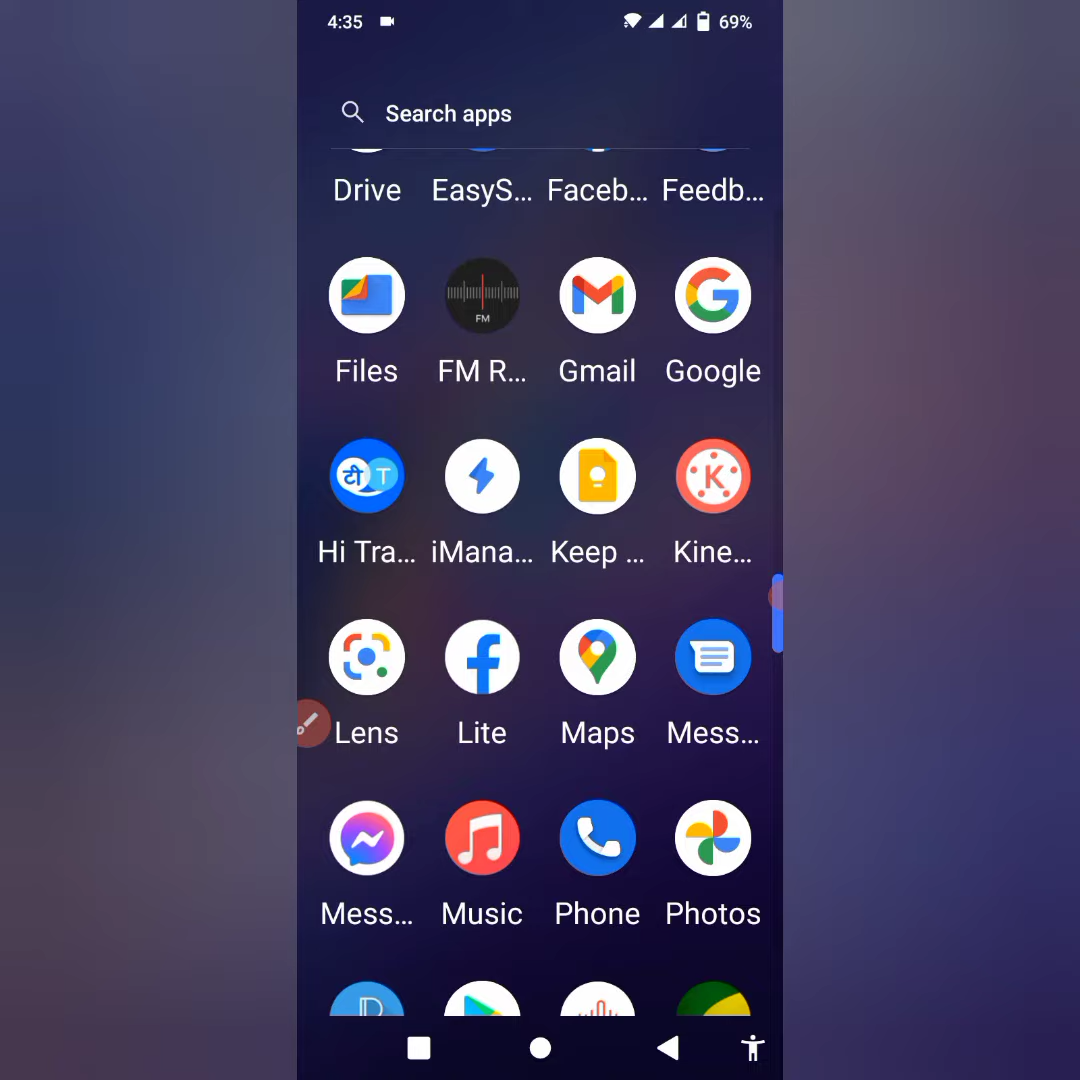 4:35 69%
Search apps
Drive EasyS... Faceb... Feedb...
FM
Files FM R... Gmail Google
टी T
K
Hi Tra... iMana... Keep ... Kine...
Lens Lite Maps Mess...
Mess... Music Phone Photos